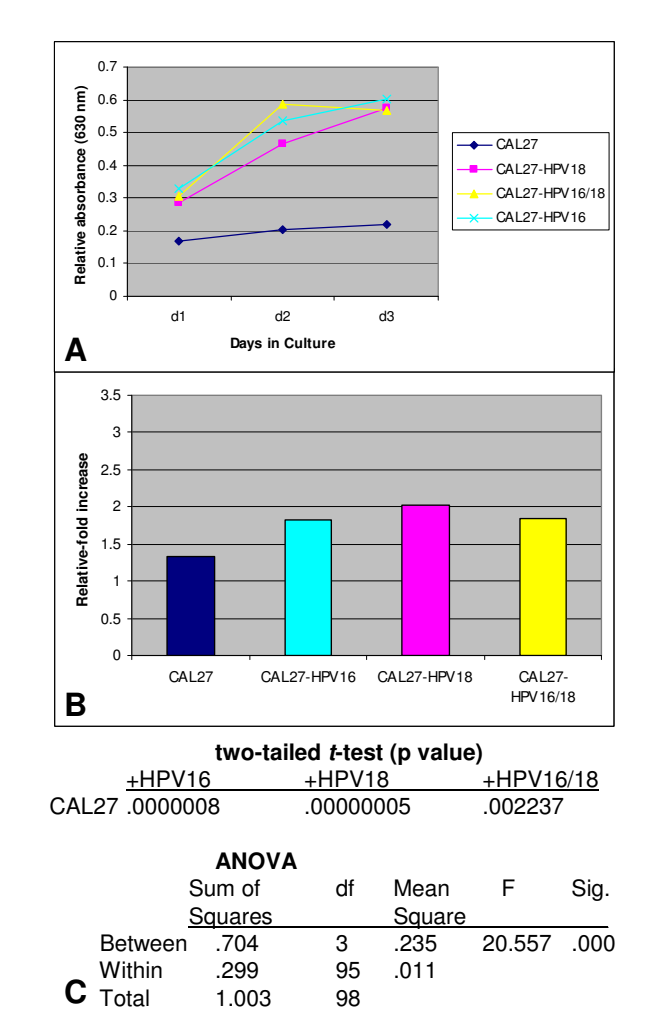 0.7
0.6
0.5
0.4
0.3
0.2
0.1
0
Relative absorbance (630 nm)
d1 d2 d3
Days in Culture
CAL27
CAL27-HPV18
CAL27-HPV16/18
CAL27-HPV16
A
3.5
3
2.5
2
1.5
1
0.5
0
Relative-fold increase
CAL27 CAL27-HPV16 CAL27-HPV18 CAL27-
HPV16/18
B
two-tailed t-test (p value)
+HPV16 +HPV18 +HPV16/18
CAL27 .0000008 .00000005 .002237
ANOVA
Sum of df Mean F Sig.
Squares Square
Between .704 3 .235 20.557 .000
Within .299 95 .011
C Total 1.003 98